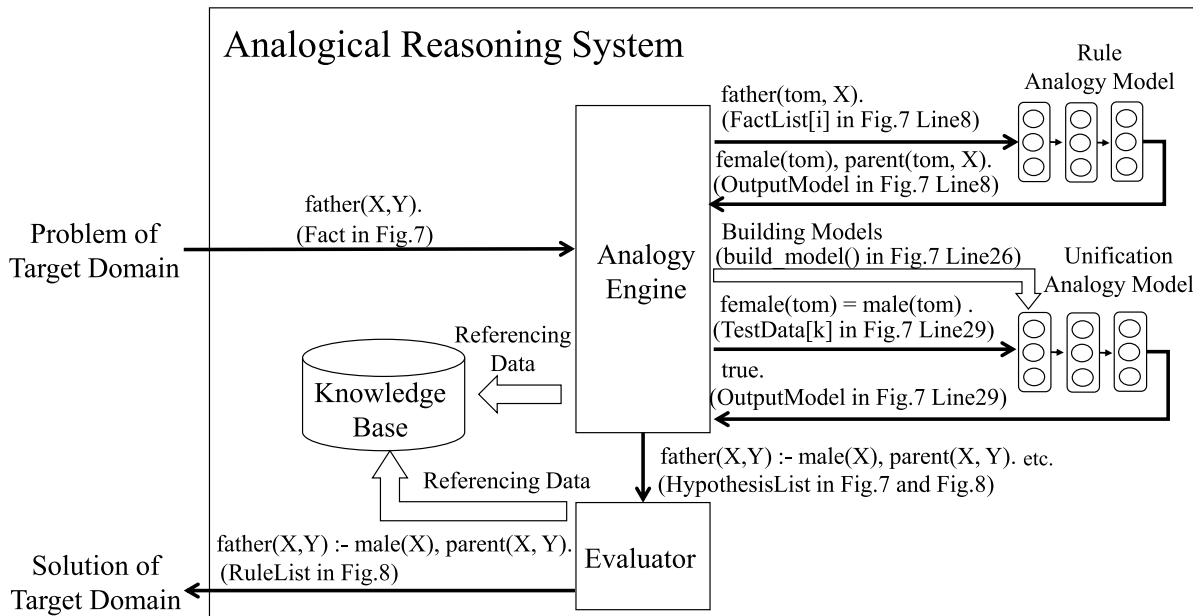 Analogical Reasoning System
Rule
Analogy Model
father(tom, X).
(FactList[i] in Fig.7 Line8)
female(tom), parent(tom, X).
(OutputModel in Fig.7 Line8)
father(X,Y).
(Fact in Fig.7)
Problem of
Target Domain
Analogy
Engine
Building Models
(build_model() in Fig.7 Line26)
Unification
Analogy Model
female(tom) = male(tom) .
(TestData[k] in Fig.7 Line29)
true.
(OutputModel in Fig.7 Line29)
Referencing
Data
Knowledge
Base
father(X,Y) :- male(X), parent(X, Y). etc.
(HypothesisList in Fig.7 and Fig.8)
Referencing Data
Evaluator
father(X,Y) :- male(X), parent(X, Y).
(RuleList in Fig.8)
Solution of
Target Domain